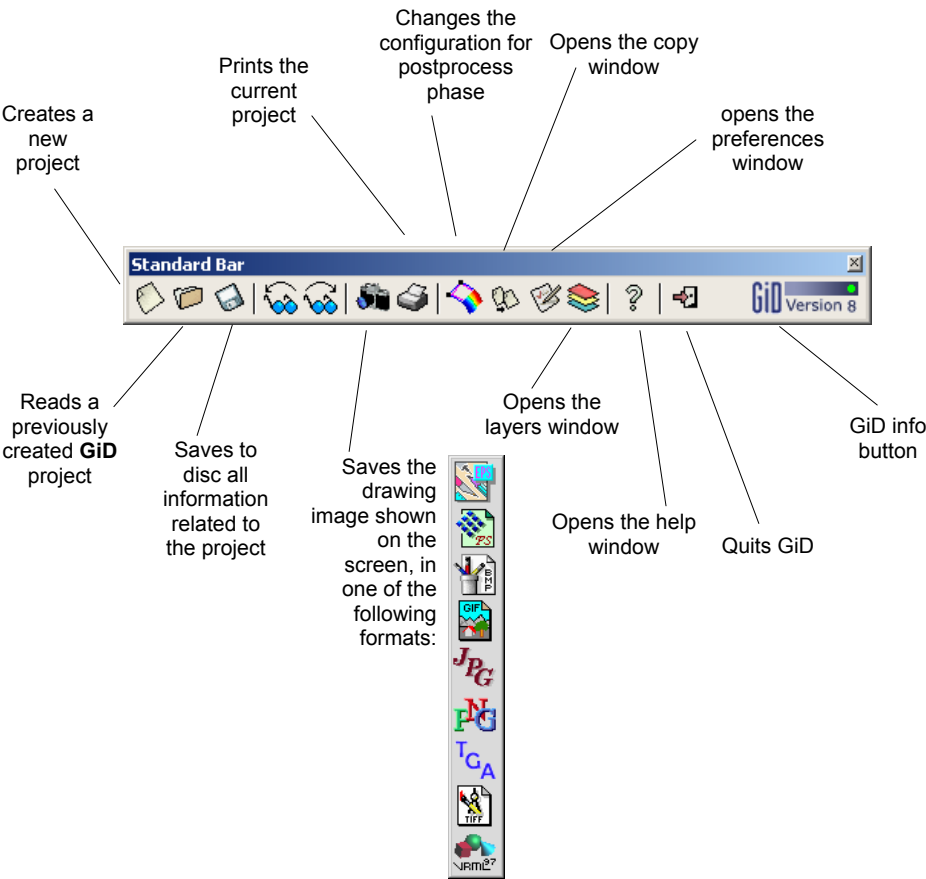 Changes the
configuration for
postprocess
phase
Opens the copy
window
Prints the
current
project
Creates a
new
project
opens the
preferences
window
Standard Bar
GiD
Version 8
Reads a
previously
created GiD
project
Saves to
disc all
information
related to
the project
Saves the
drawing
image shown
on the
screen, in
one of the
following
formats:
Opens the
layers window
Opens the help
window
Quits GiD
GiD info
button
EPS
PS
BMP
GIF
JPG
PNG
TGA
TIFF
VRML97